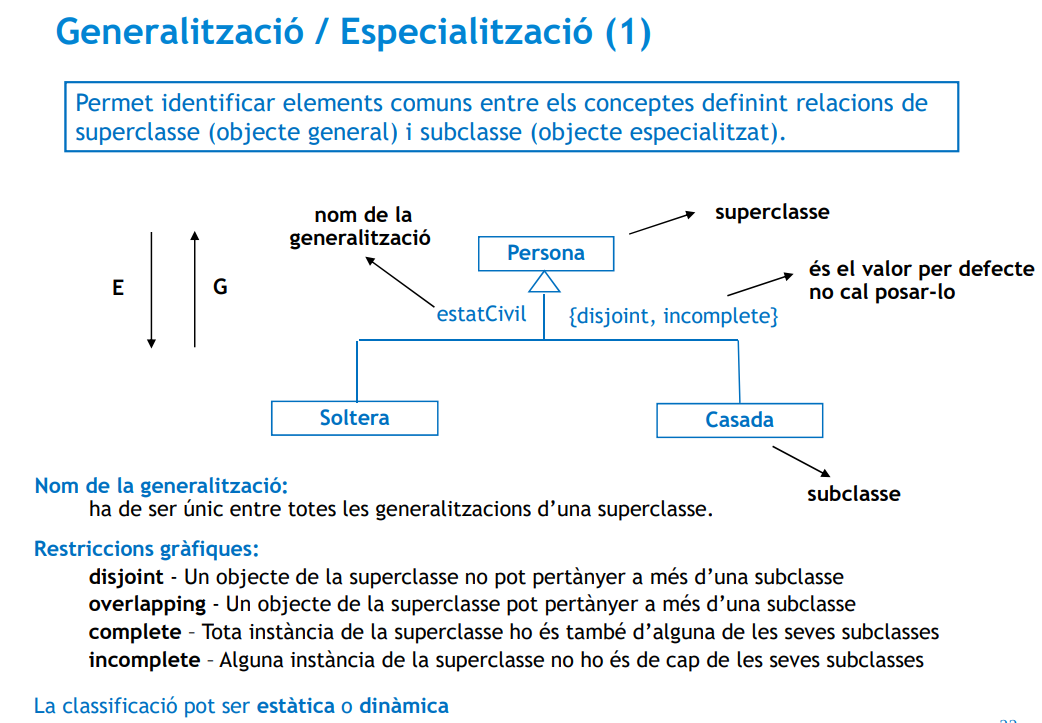 Generalització / Especialització (1)
Permet identificar elements comuns entre els conceptes definint relacions de
superclasse (objecte general) i subclasse (objecte especialitzat).
nom de la
generalització
superclasse
Persona
és el valor per defecte
no cal posar-lo
E
G
estatCivil
{disjoint, incomplete}
Soltera
Casada
subclasse
Nom de la generalització:
ha de ser únic entre totes les generalitzacions d’una superclasse.
Restriccions gràfiques:
disjoint - Un objecte de la superclasse no pot pertànyer a més d’una subclasse
overlapping - Un objecte de la superclasse pot pertànyer a més d’una subclasse
complete – Tota instància de la superclasse ho és també d’alguna de les seves subclasses
incomplete – Alguna instància de la superclasse no ho és de cap de les seves subclasses
La classificació pot ser estàtica o dinàmica